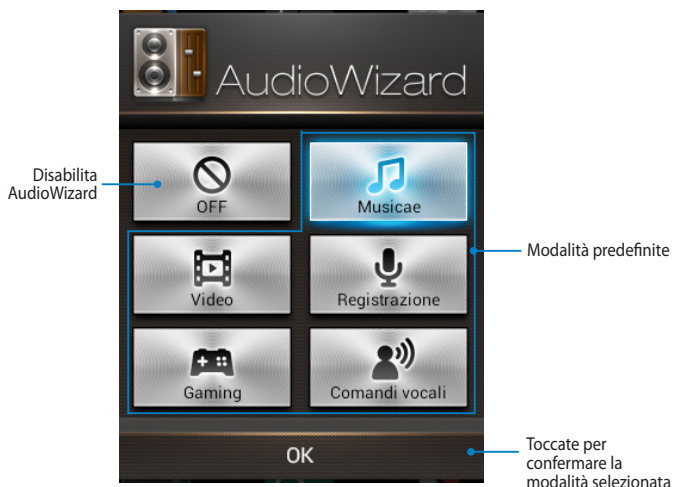 AudioWizard
Disabilita
AudioWizard
OFF
Musicae
Modalità predefinite
Video
Registrazione
Gaming
Comandi vocali
OK
Toccate per
confermare la
modalità selezionata